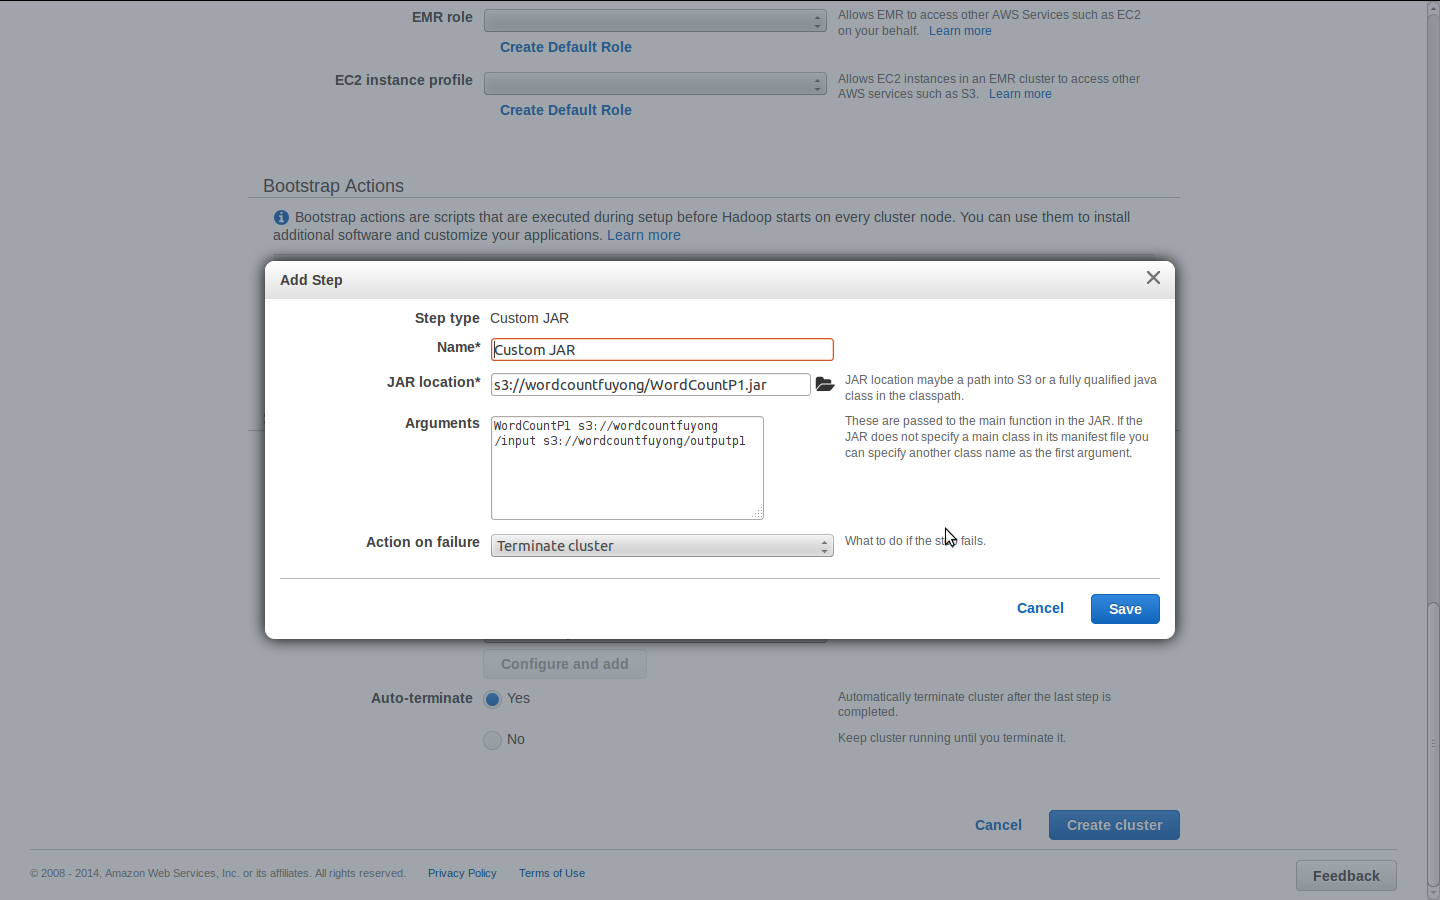 EMR role
Allows EMR to access other AWS Services such as EC2
on your behalf. Learn more
Create Default Role
EC2 instance profile
Allows EC2 instances in an EMR cluster to access other
AWS services such as S3. Learn more
Create Default Role
Bootstrap Actions
Bootstrap actions are scripts that are executed during setup before Hadoop starts on every cluster node. You can use them to install
additional software and customize your applications. Learn more
Add Step
Step type Custom JAR
Name* Custom JAR
JAR location* s3://wordcountfuyong/WordCountP1.jar
JAR location maybe a path into S3 or a fully qualified java
class in the classpath.
Arguments
WordCountP1 s3://wordcountfuyong
/input s3://wordcountfuyong/outputp1
These are passed to the main function in the JAR. If the
JAR does not specify a main class in its manifest file you
can specify another class name as the first argument.
Action on failure Terminate cluster
What to do if the step fails.
Cancel Save
Configure and add
Auto-terminate Yes
Automatically terminate cluster after the last step is
completed.
No
Keep cluster running until you terminate it.
Cancel Create cluster
© 2008 - 2014, Amazon Web Services, Inc. or its affiliates. All rights reserved. Privacy Policy Terms of Use
Feedback